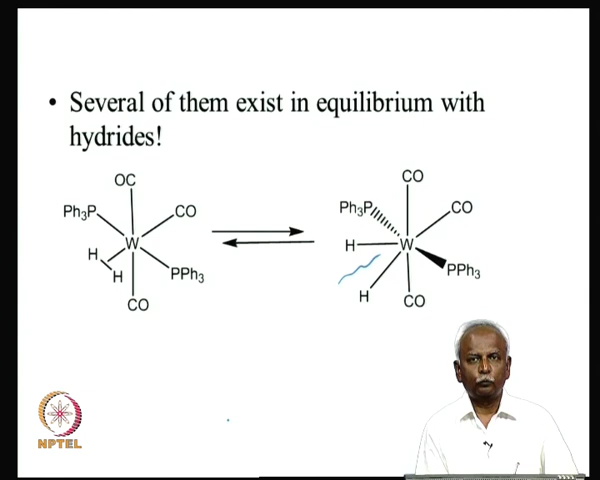 • Several of them exist in equilibrium with
hydrides!
OC
Ph₃P
CO
W
H
H
PPh₃
CO
CO
Ph₃P
CO
H
W
PPh₃
H
CO
NPTEL